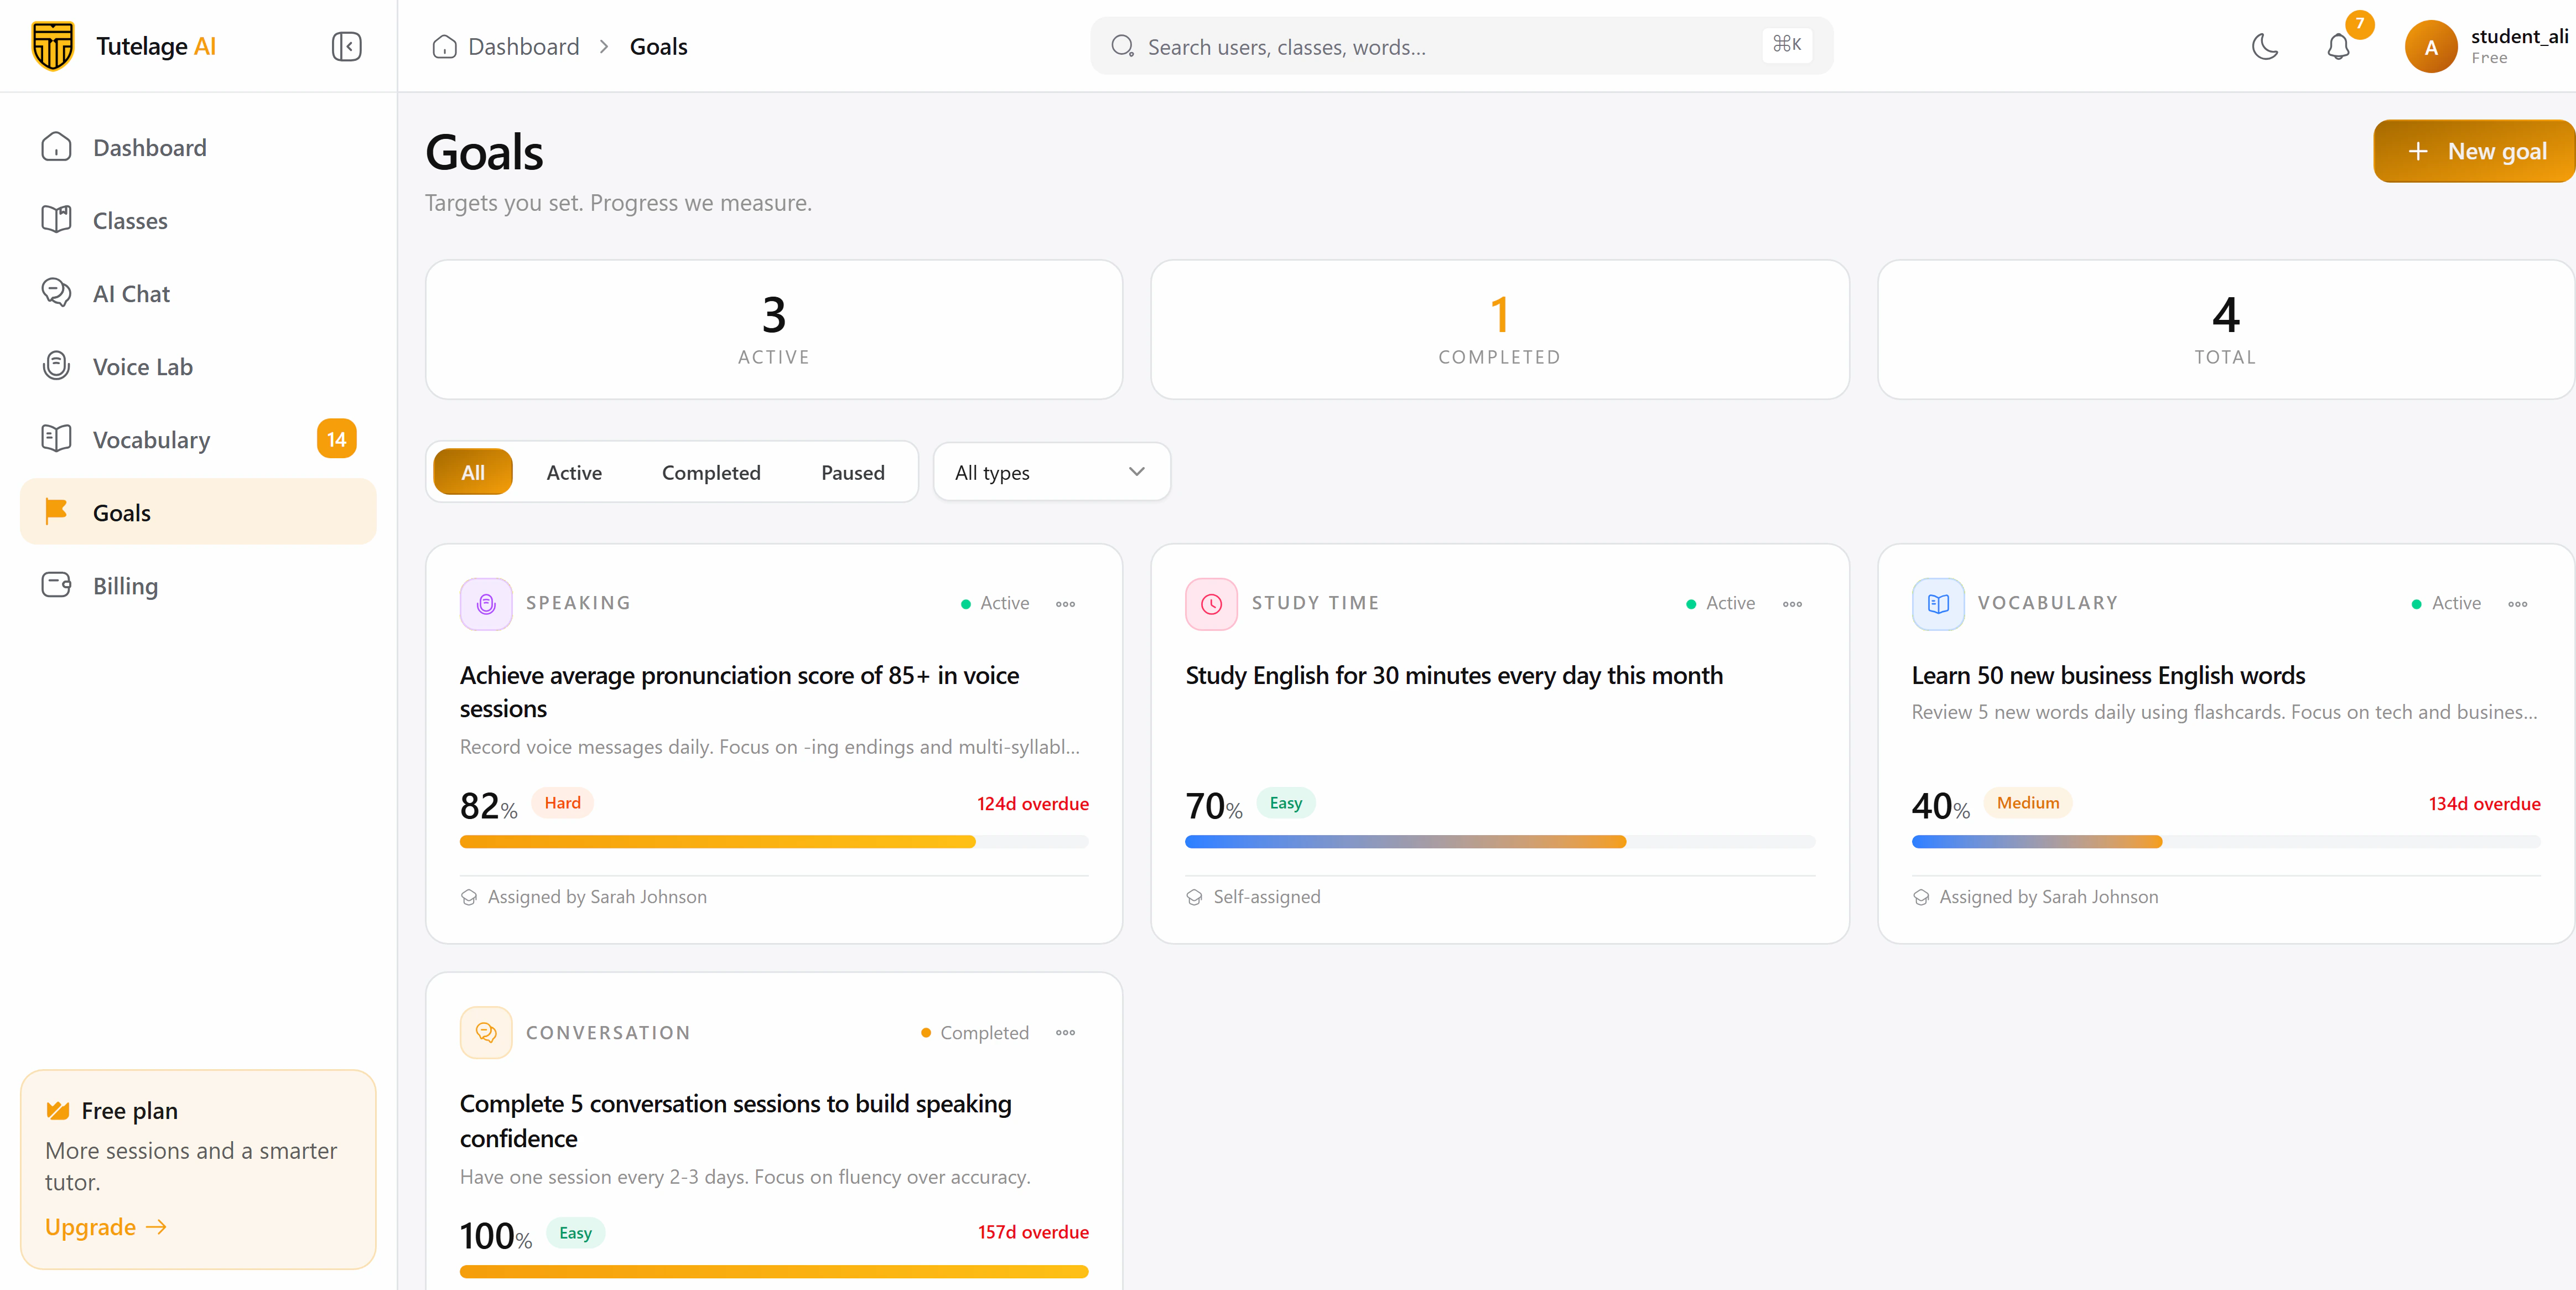 Tutelage AI
Dashboard
Classes
AI Chat
Voice Lab
Vocabulary 14
Goals
Billing
Free plan
More sessions and a smarter
tutor.
Upgrade
Dashboard Goals
Search users, classes, words... ⌘K
7
A
student_ali
Free
Goals
Targets you set. Progress we measure.
New goal
3
ACTIVE
1
COMPLETED
4
TOTAL
All Active Completed Paused All types
SPEAKING Active
Achieve average pronunciation score of 85+ in voice
sessions
Record voice messages daily. Focus on -ing endings and multi-syllabl...
82% Hard 124d overdue
Assigned by Sarah Johnson
STUDY TIME Active
Study English for 30 minutes every day this month
70% Easy
Self-assigned
VOCABULARY Active
Learn 50 new business English words
Review 5 new words daily using flashcards. Focus on tech and busines...
40% Medium 134d overdue
Assigned by Sarah Johnson
CONVERSATION Completed
Complete 5 conversation sessions to build speaking
confidence
Have one session every 2-3 days. Focus on fluency over accuracy.
100% Easy 157d overdue